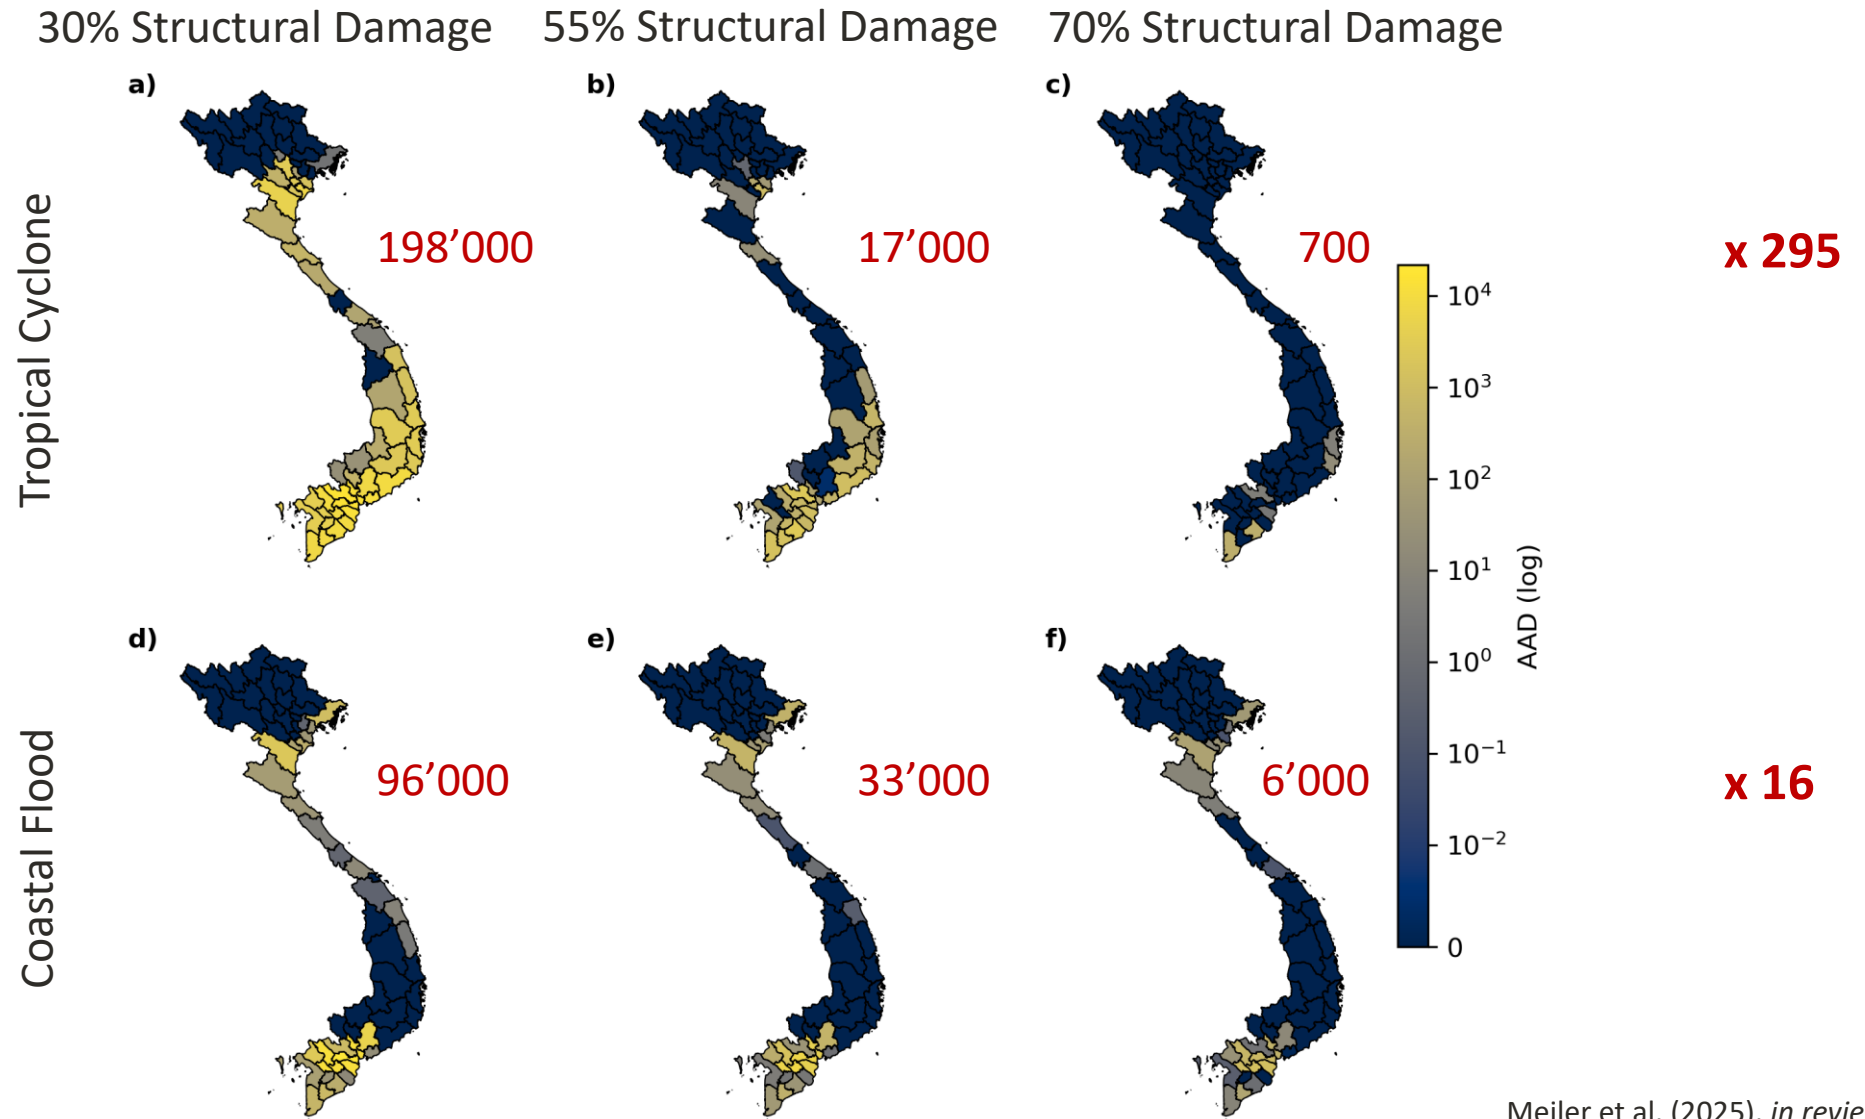 30% Structural Damage 55% Structural Damage 70% Structural Damage
a) b) c)
Tropical Cyclone
198’000 17’000 700 x 295
10⁴
10³
10²
10¹
10⁰
10⁻¹
10⁻²
0
AAD (log)
d) e) f)
Coastal Flood
96’000 33’000 6’000 x 16
Meiler et al. (2025), in revie